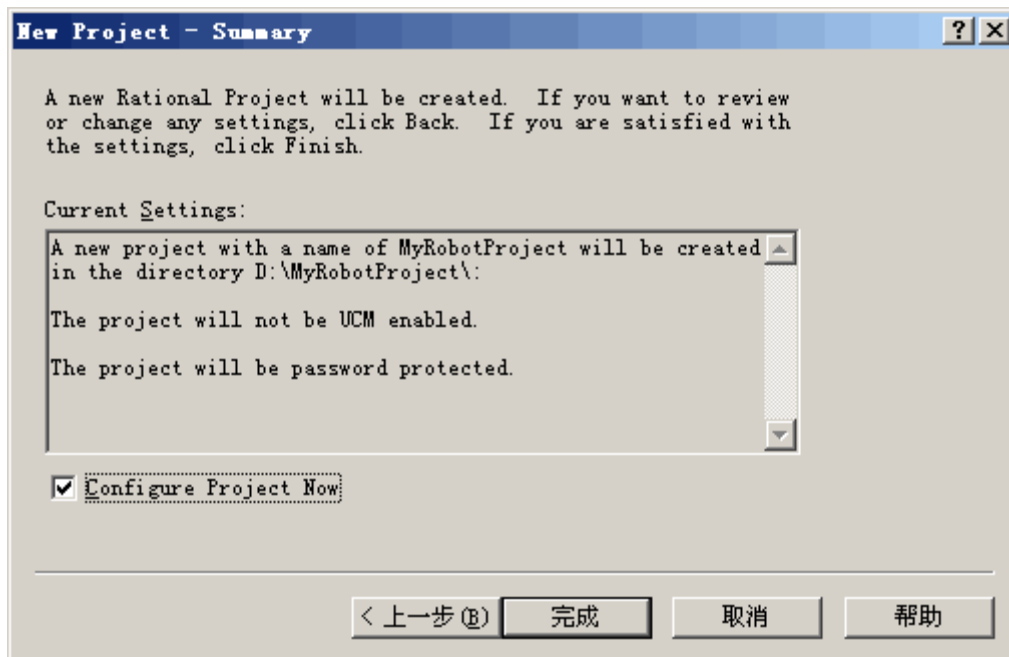 New Project - Summary
A new Rational Project will be created. If you want to review
or change any settings, click Back. If you are satisfied with
the settings, click Finish.
Current Settings:
A new project with a name of MyRobotProject will be created
in the directory D:\MyRobotProject\:
The project will not be UCM enabled.
The project will be password protected.
Configure Project Now
< 上一步(B)
完成
取消
帮助